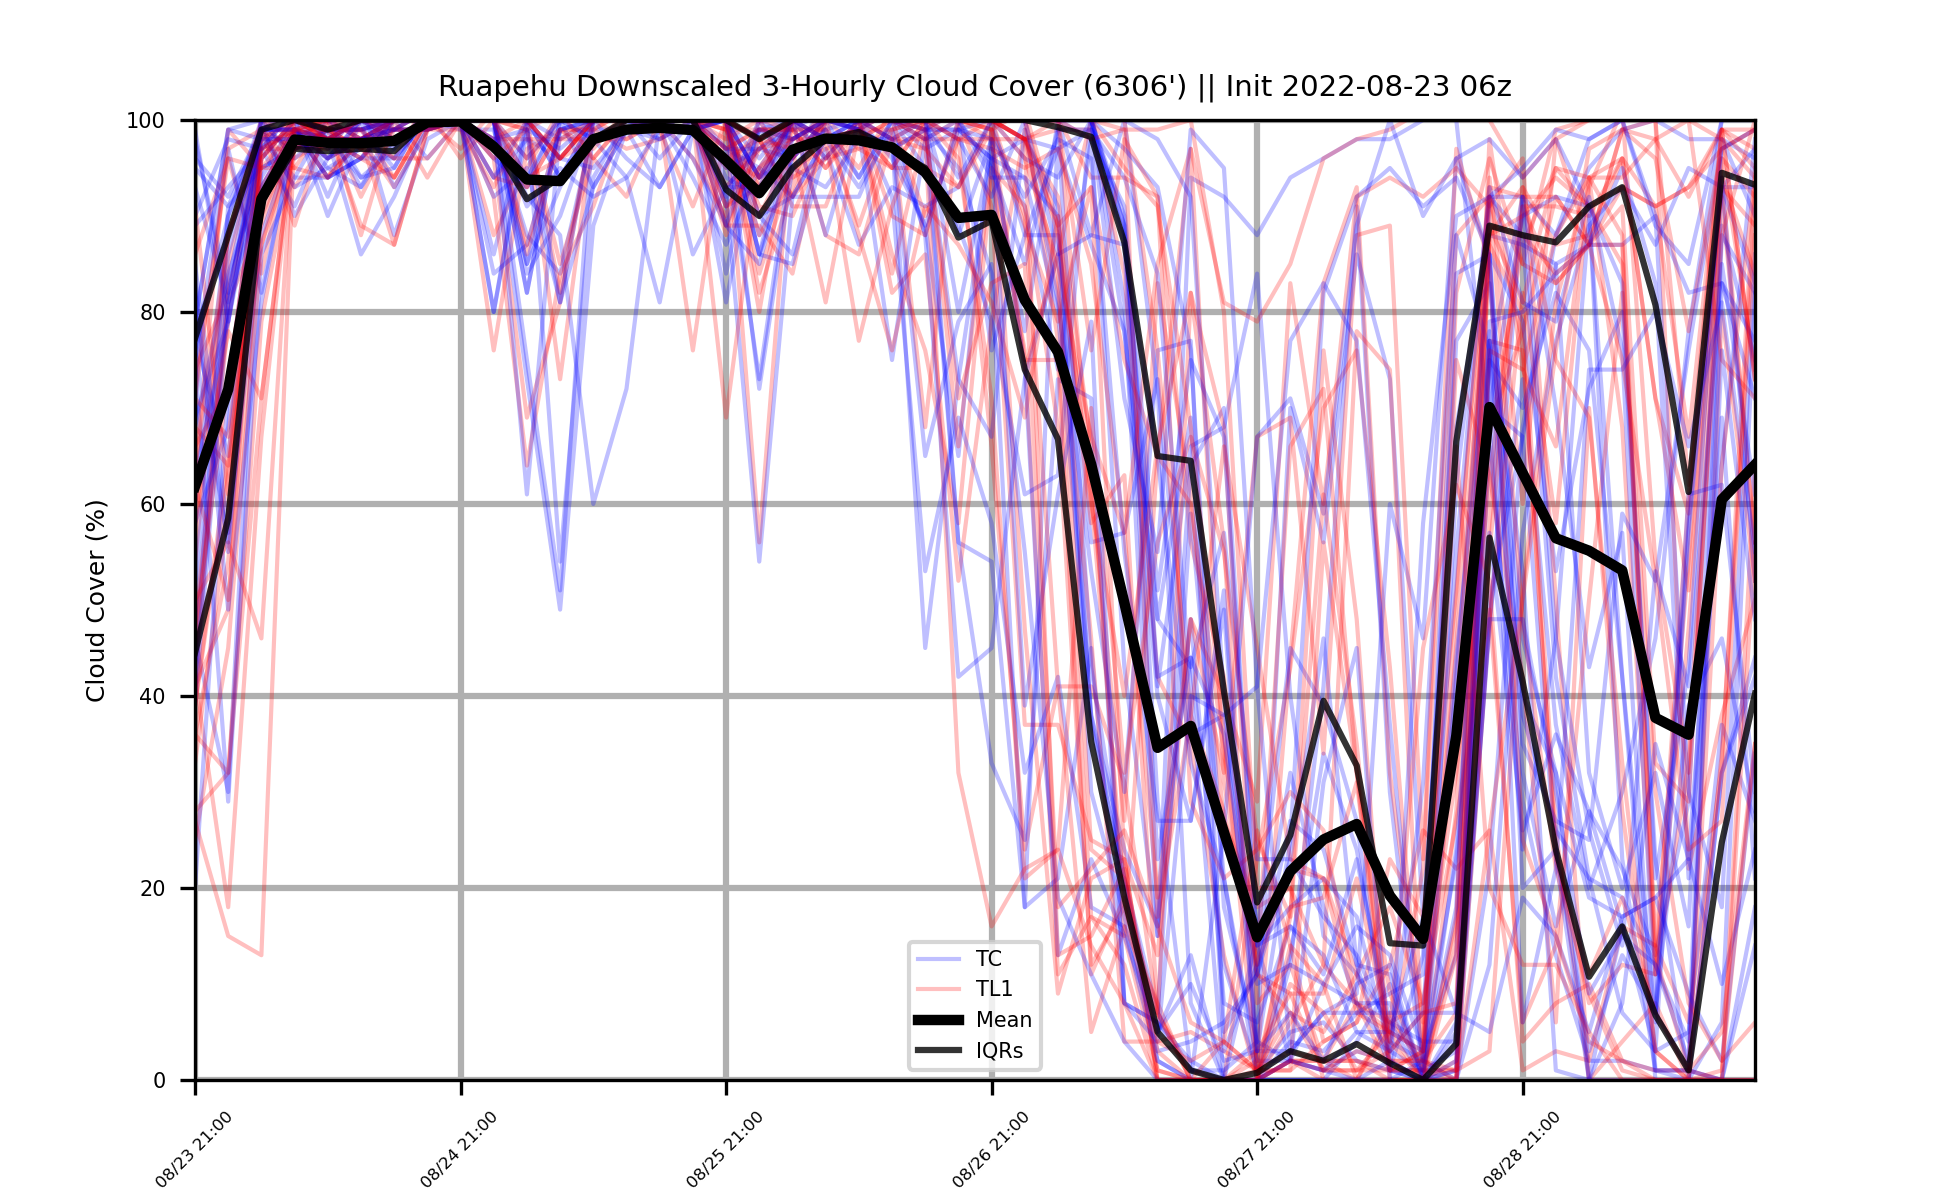 Ruapehu Downscaled 3-Hourly Cloud Cover (6306') || Init 2022-08-23 06z
100
80
60
40
20
0
Cloud Cover (%)
TC
TL1
Mean
IQRs
08/23 21:00
08/24 21:00
08/25 21:00
08/26 21:00
08/27 21:00
08/28 21:00